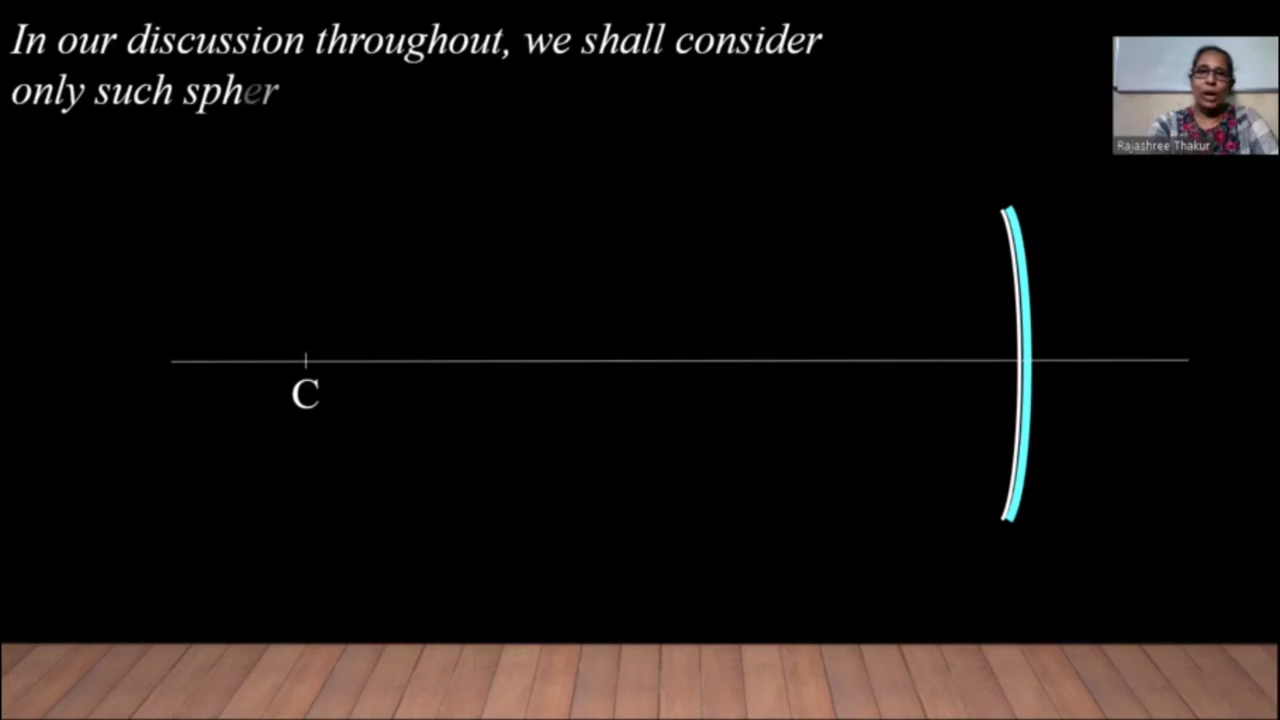 In our discussion throughout, we shall consider
only such spher
Rajashree Thakur
C